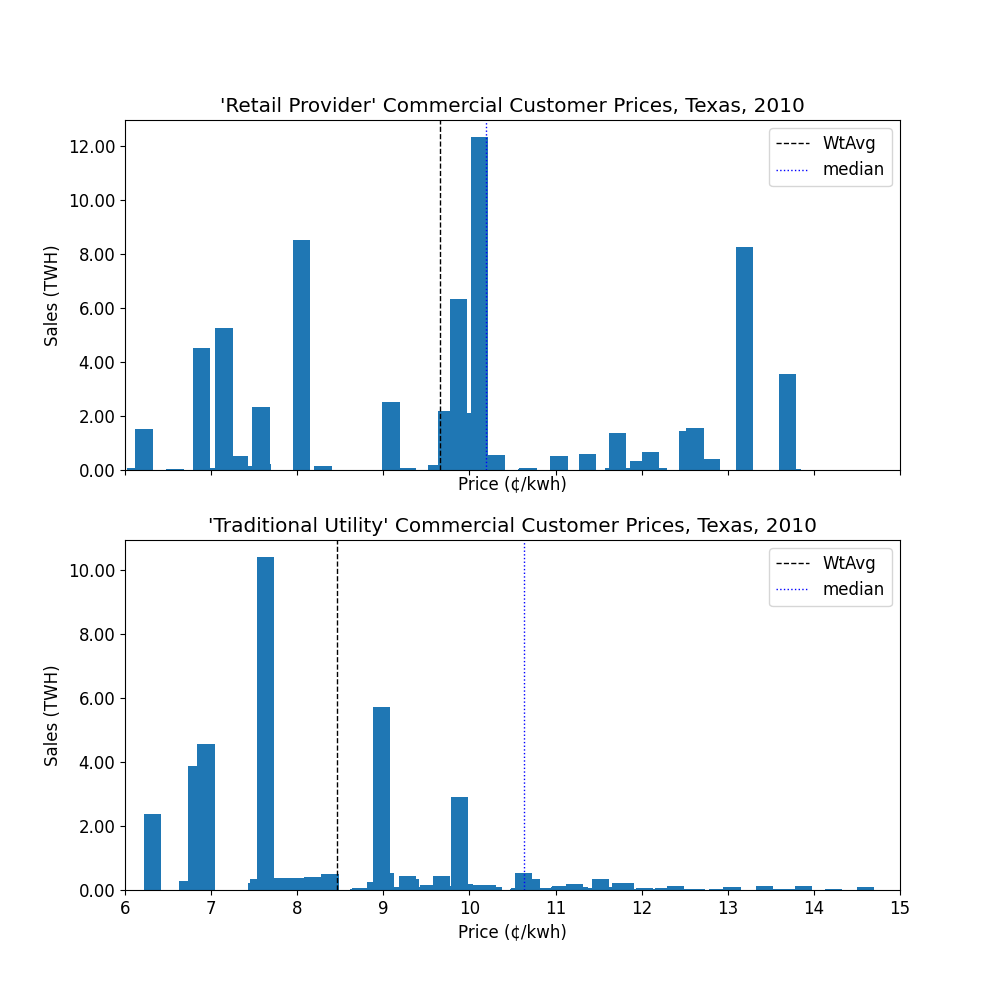 'Retail Provider' Commercial Customer Prices, Texas, 2010
WtAvg
median
12.00
10.00
8.00
6.00
4.00
2.00
0.00
Sales (TWH)
Price (¢/kwh)
'Traditional Utility' Commercial Customer Prices, Texas, 2010
WtAvg
median
10.00
8.00
6.00
4.00
2.00
0.00
Sales (TWH)
6 7 8 9 10 11 12 13 14 15
Price (¢/kwh)